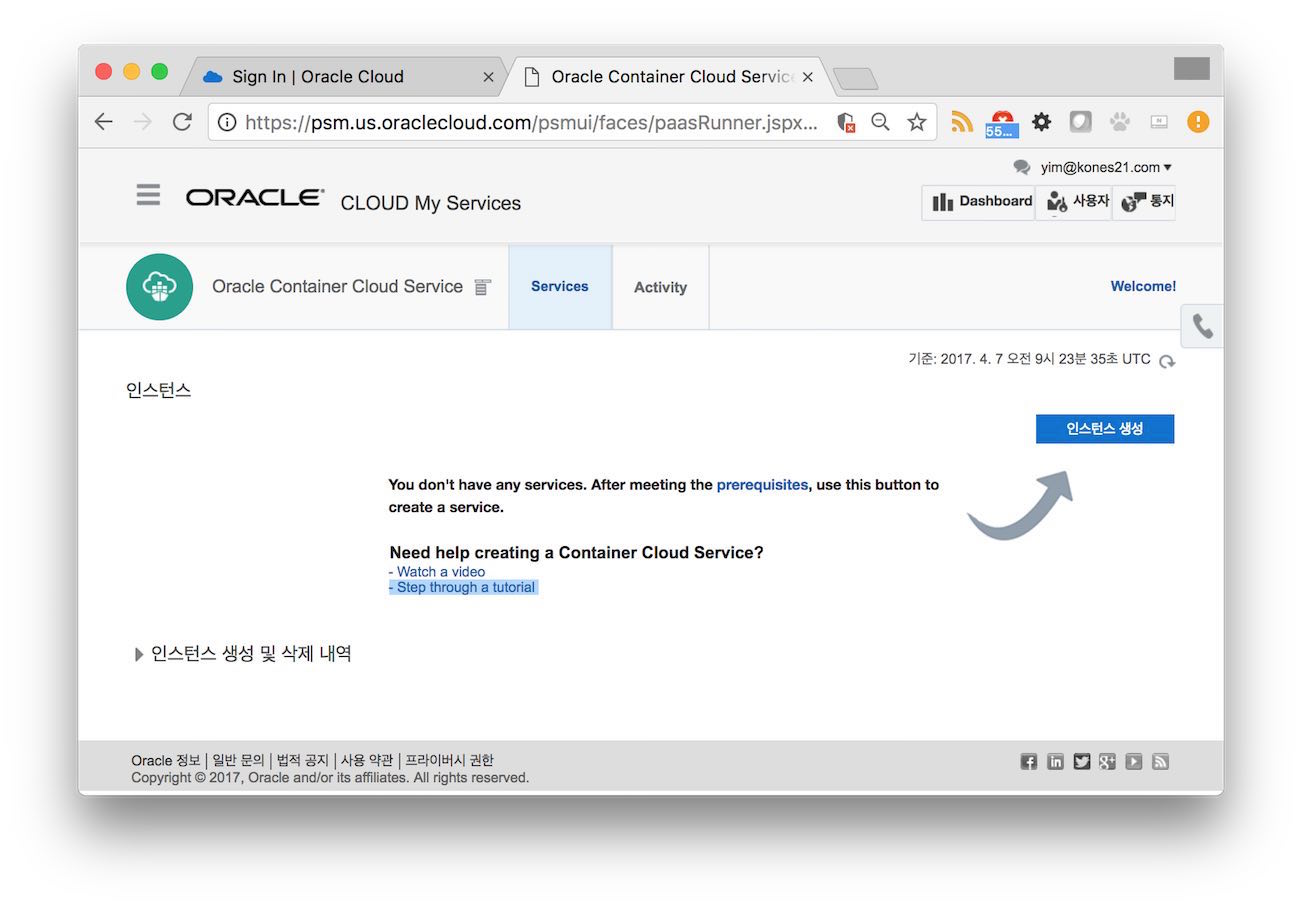 Sign In | Oracle Cloud
Oracle Container Cloud Servic
https://psm.us.oraclecloud.com/psmui/faces/paasRunner.jspx...
55...
yim@kones21.com
ORACLE® CLOUD My Services
Dashboard 사용자 통지
Oracle Container Cloud Service Services Activity Welcome!
기준: 2017. 4. 7 오전 9시 23분 35초 UTC
인스턴스
인스턴스 생성
You don't have any services. After meeting the prerequisites, use this button to
create a service.
Need help creating a Container Cloud Service?
- Watch a video
- Step through a tutorial
인스턴스 생성 및 삭제 내역
Oracle 정보 | 일반 문의 | 법적 공지 | 사용 약관 | 프라이버시 권한
Copyright © 2017, Oracle and/or its affiliates. All rights reserved.